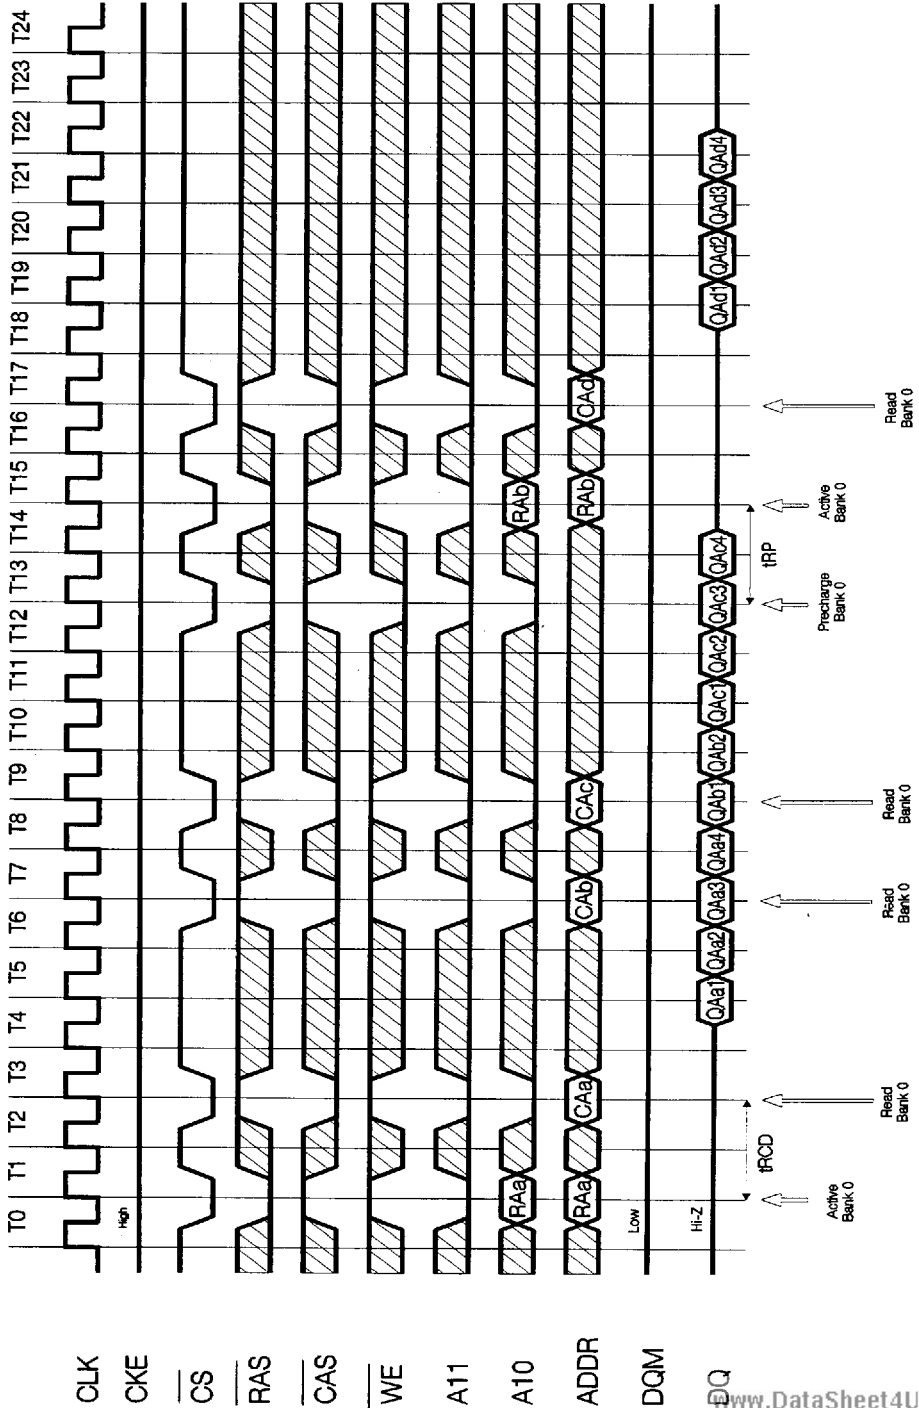 T0 T1 T2 T3 T4 T5 T6 T7 T8 T9 T10 T11 T12 T13 T14 T15 T16 T17 T18 T19 T20 T21 T22 T23 T24
CLK
CKE High
CS
RAS
CAS
WE
A11
A10 RAa RAb
ADDR RAa CAa CAb CAc RAb CAd
DQM Low
DQ Hi-Z QAa1 QAa2 QAa3 QAa4 QAb1 QAb2 QAc1 QAc2 QAc3 QAc4 QAd1 QAd2 QAd3 QAd4
tRCD tRP
Active Bank 0
Read Bank 0
Read Bank 0
Read Bank 0
Precharge Bank 0
Active Bank 0
Read Bank 0
www.DataSheet4U